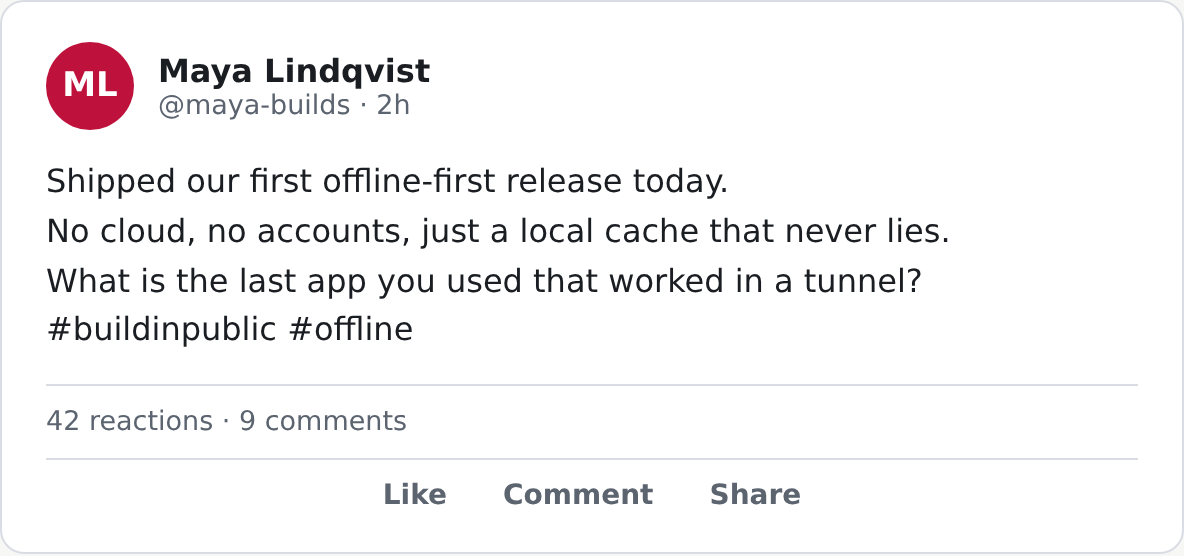 ML
Maya Lindqvist
@maya-builds · 2h
Shipped our first offline-first release today.
No cloud, no accounts, just a local cache that never lies.
What is the last app you used that worked in a tunnel?
#buildinpublic #offline
42 reactions · 9 comments
Like Comment Share